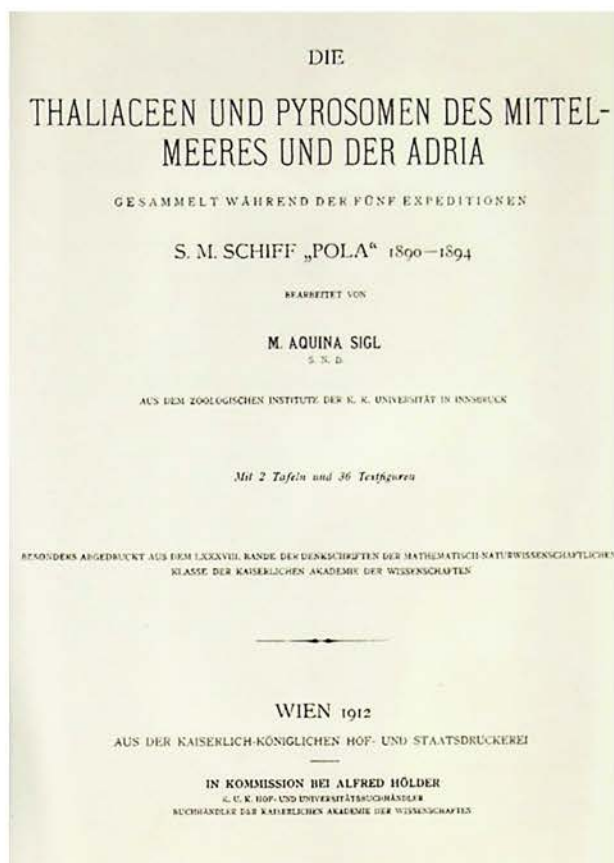 DIE
THALIACEEN UND PYROSOMEN DES MITTEL-
MEERES UND DER ADRIA
GESAMMELT WÄHREND DER FÜNF EXPEDITIONEN
S. M. SCHIFF „POLA“ 1890—1894
BEARBEITET VON
M. AQUINA SIGL
S. N. D.
AUS DEM ZOOLOGISCHEN INSTITUTE DER K. K. UNIVERSITÄT IN INNSBRUCK
Mit 2 Tafeln und 36 Textfiguren
BESONDERS ABGEDRUCKT AUS DEM LXXXVIII. BANDE DER DENKSCHRIFTEN DER MATHEMATISCH-NATURWISSENSCHAFTLICHEN
KLASSE DER KAISERLICHEN AKADEMIE DER WISSENSCHAFTEN
WIEN 1912
AUS DER KAISERLICH-KÖNIGLICHEN HOF- UND STAATSDRUCKEREI
IN KOMMISSION BEI ALFRED HÖLDER
K. U. K. HOF- UND UNIVERSITÄTSBUCHHÄNDLER
BUCHHÄNDLER DER KAISERLICHEN AKADEMIE DER WISSENSCHAFTEN